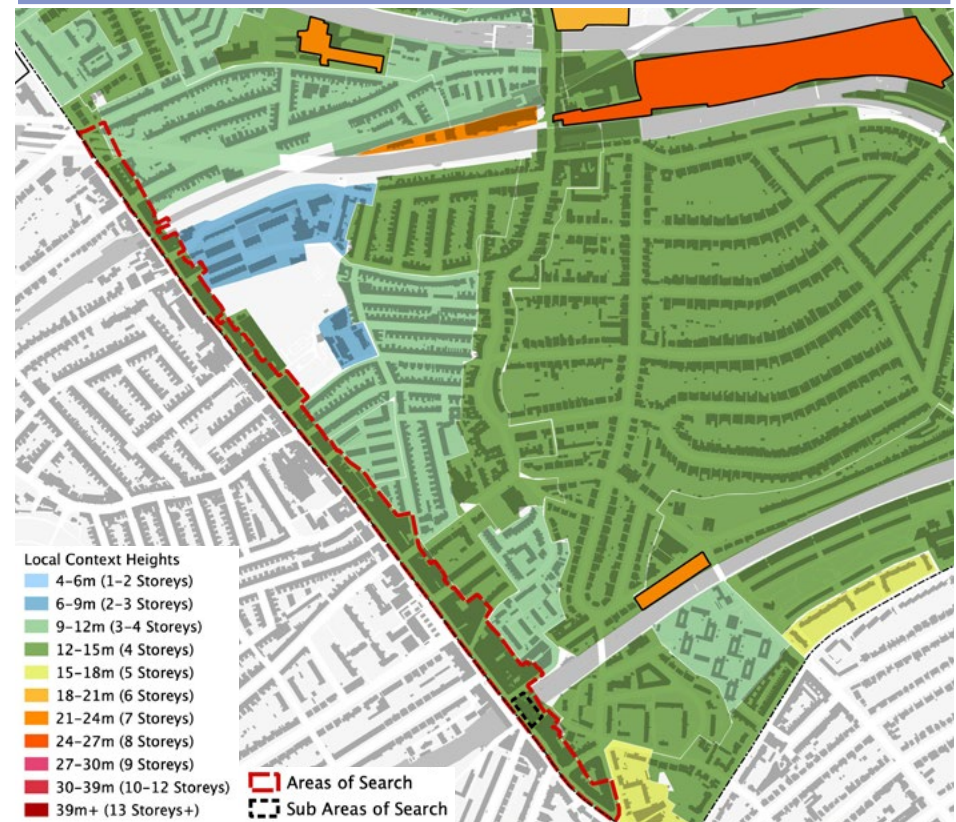 Local Context Heights
4-6m (1-2 Storeys)
6-9m (2-3 Storeys)
9-12m (3-4 Storeys)
12-15m (4 Storeys)
15-18m (5 Storeys)
18-21m (6 Storeys)
21-24m (7 Storeys)
24-27m (8 Storeys)
27-30m (9 Storeys)
30-39m (10-12 Storeys)
39m+ (13 Storeys+)
Areas of Search
Sub Areas of Search